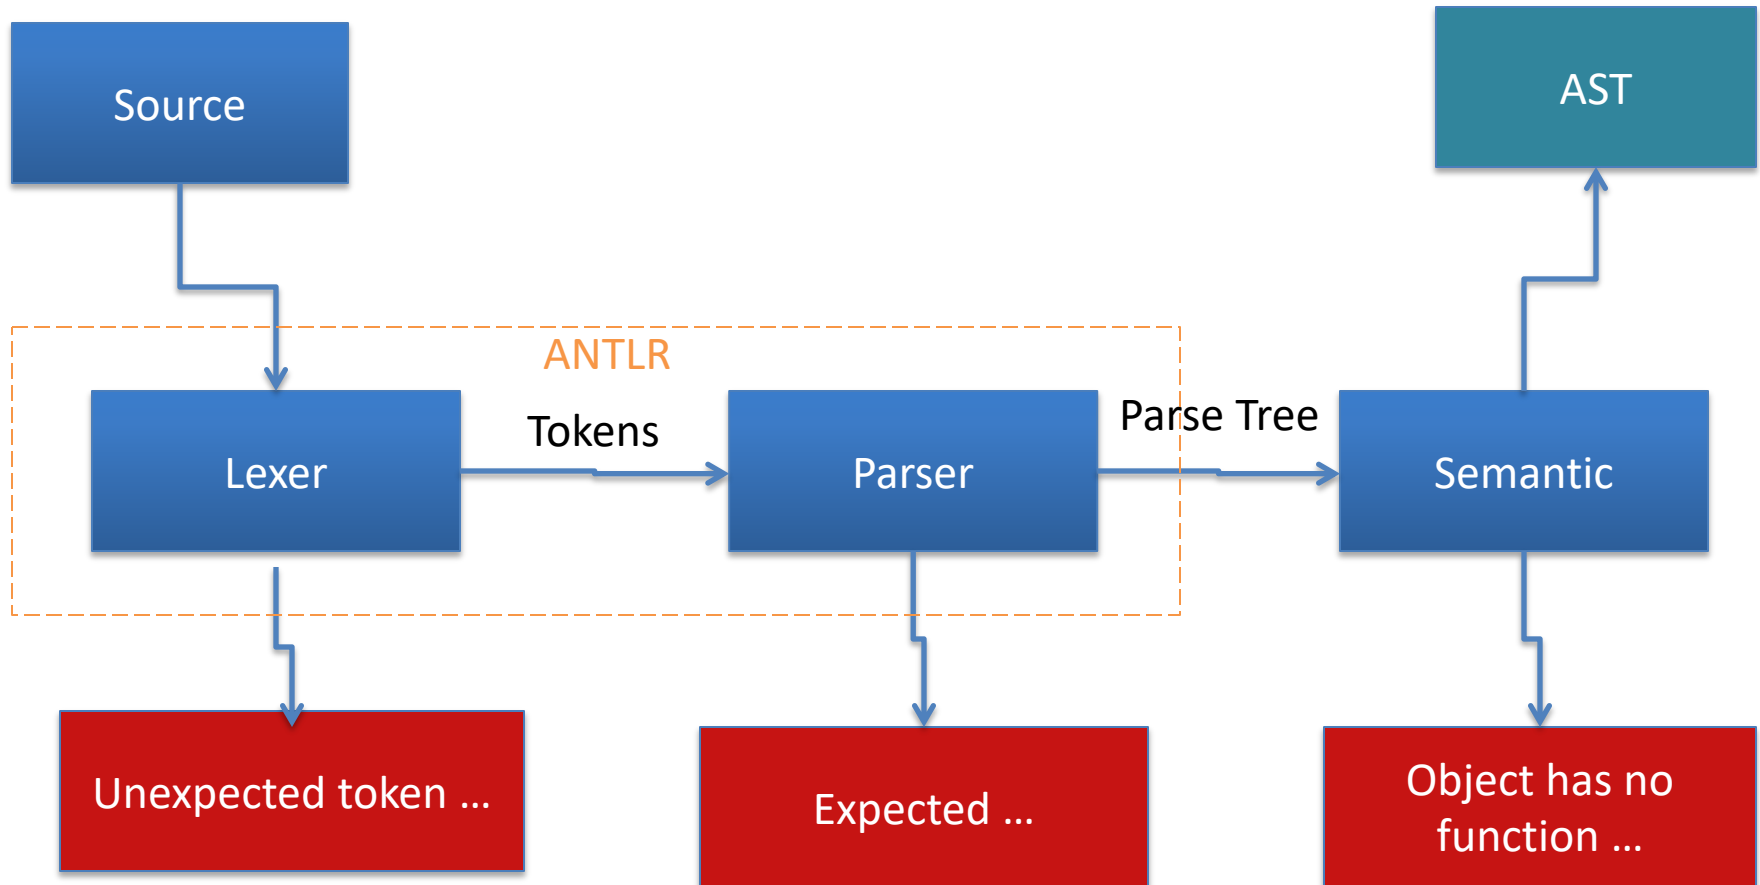 Source
AST
ANTLR
Tokens
Parse Tree
Lexer
Parser
Semantic
Unexpected token ...
Expected ...
Object has no
function ...